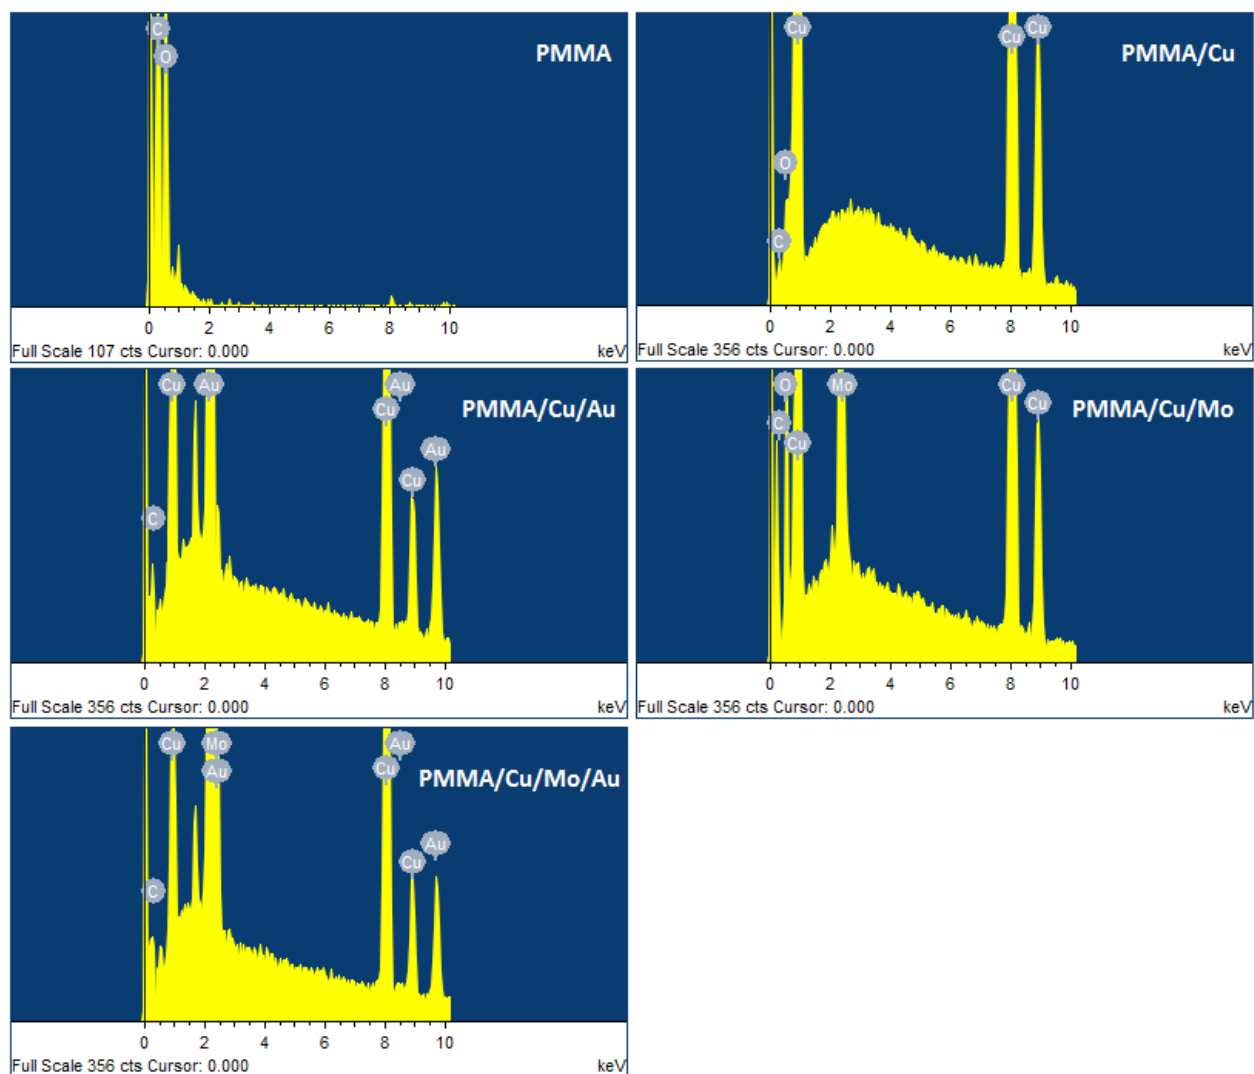 C
O
PMMA
0 2 4 6 8 10
Full Scale 107 cts Cursor: 0.000 keV
Cu Cu Cu
O
C
PMMA/Cu
0 2 4 6 8 10
Full Scale 356 cts Cursor: 0.000 keV
Cu Au Au
Cu
Au
Cu
C
PMMA/Cu/Au
0 2 4 6 8 10
Full Scale 356 cts Cursor: 0.000 keV
O Mo Cu
Cu
C
Cu
PMMA/Cu/Mo
0 2 4 6 8 10
Full Scale 356 cts Cursor: 0.000 keV
Cu Mo Au
Au Cu
Au
Cu
C
PMMA/Cu/Mo/Au
0 2 4 6 8 10
Full Scale 356 cts Cursor: 0.000 keV